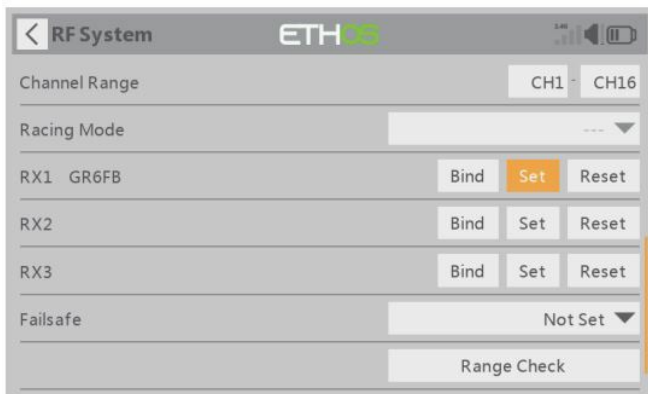 RF System ETHOS
Channel Range CH1 - CH16
Racing Mode ---
RX1 GR6FB Bind Set Reset
RX2 Bind Set Reset
RX3 Bind Set Reset
Failsafe Not Set
Range Check